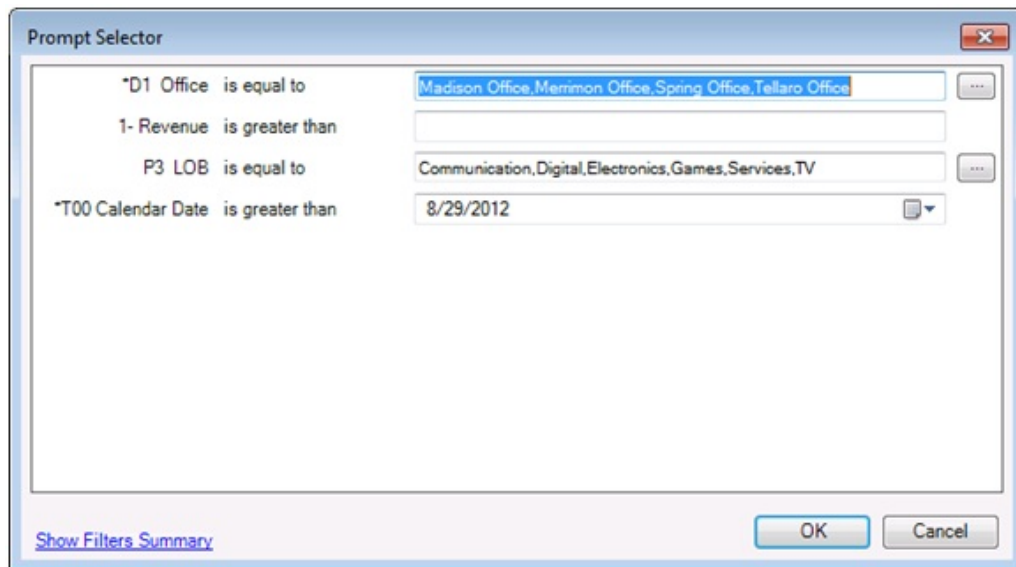 Prompt Selector
*D1 Office is equal to Madison Office,Merrimon Office,Spring Office,Tellaro Office ...
1- Revenue is greater than
P3 LOB is equal to Communication,Digital,Electronics,Games,Services,TV ...
*T00 Calendar Date is greater than 8/29/2012
Show Filters Summary OK Cancel